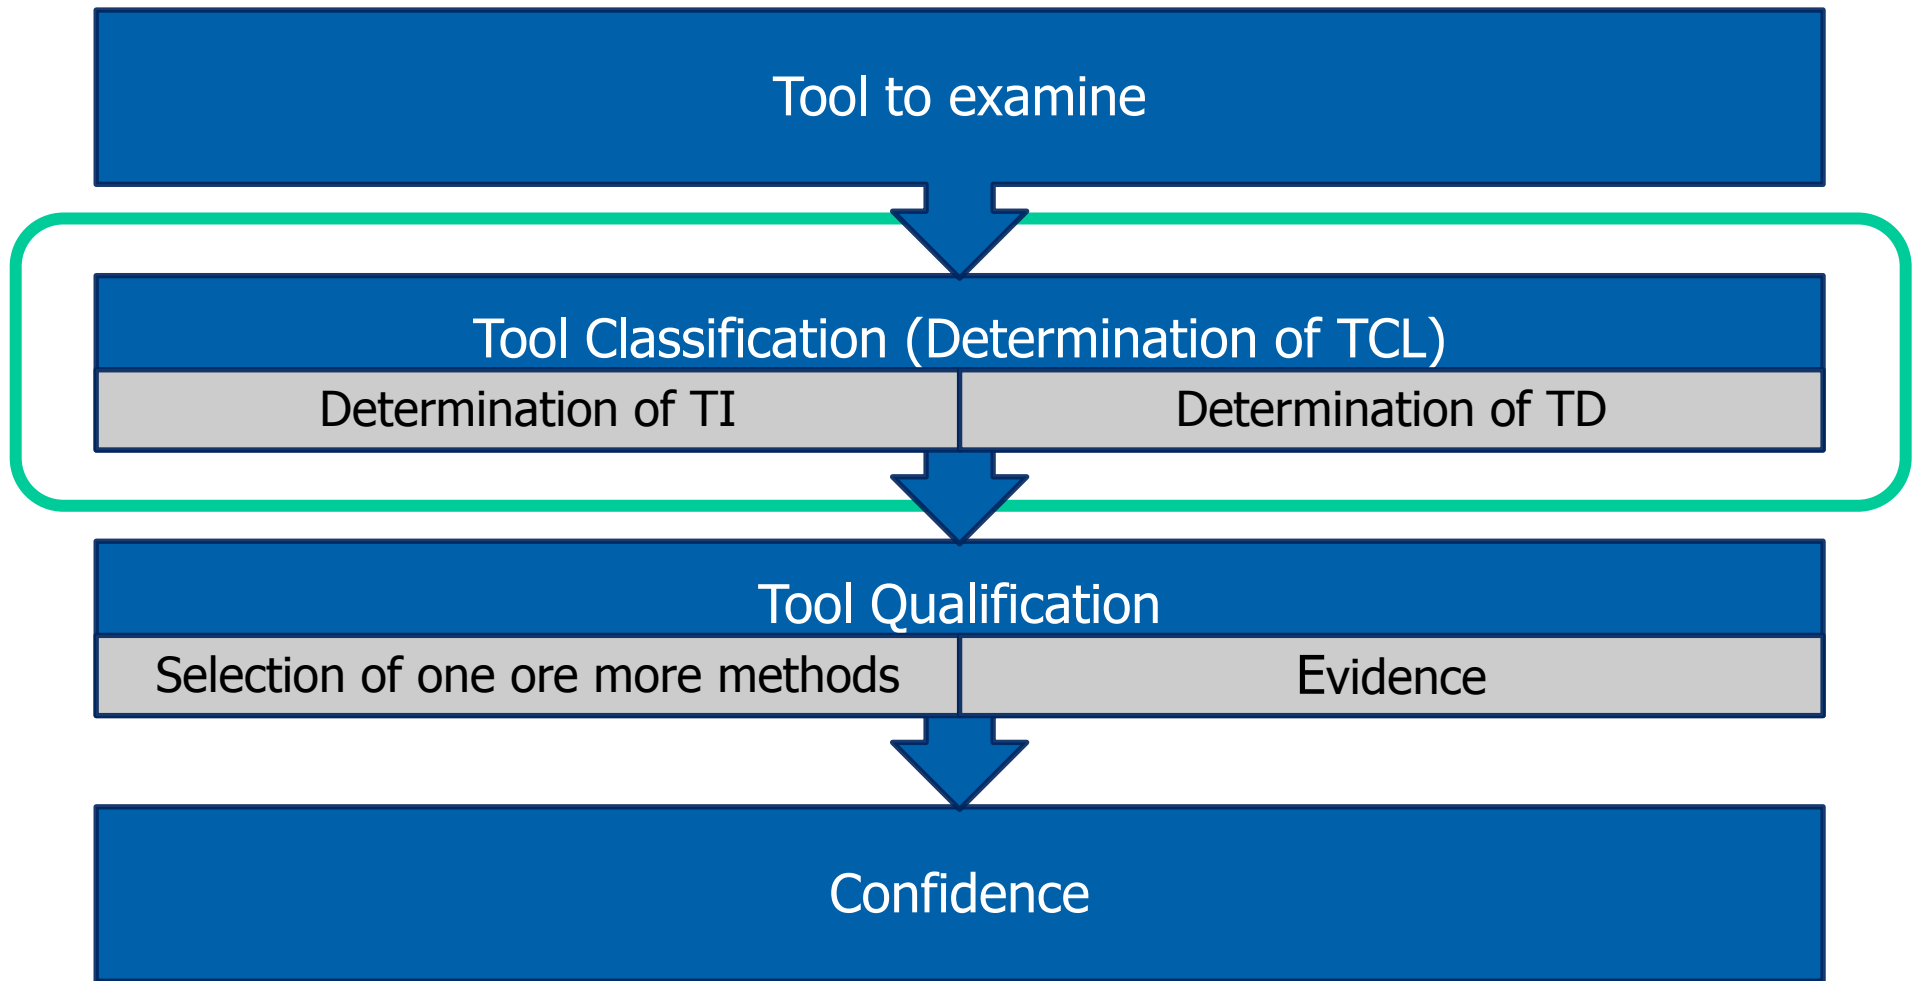 Tool to examine
Tool Classification (Determination of TCL)
Determination of TI
Determination of TD
Tool Qualification
Selection of one ore more methods
Evidence
Confidence